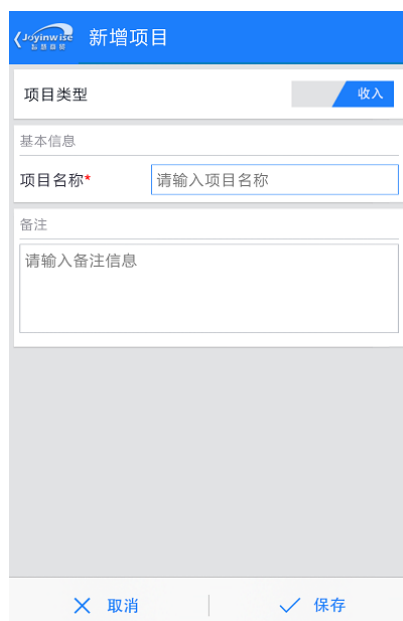 Joyinwise
新增项目
项目类型
收入
基本信息
项目名称*
请输入项目名称
备注
请输入备注信息
取消
保存